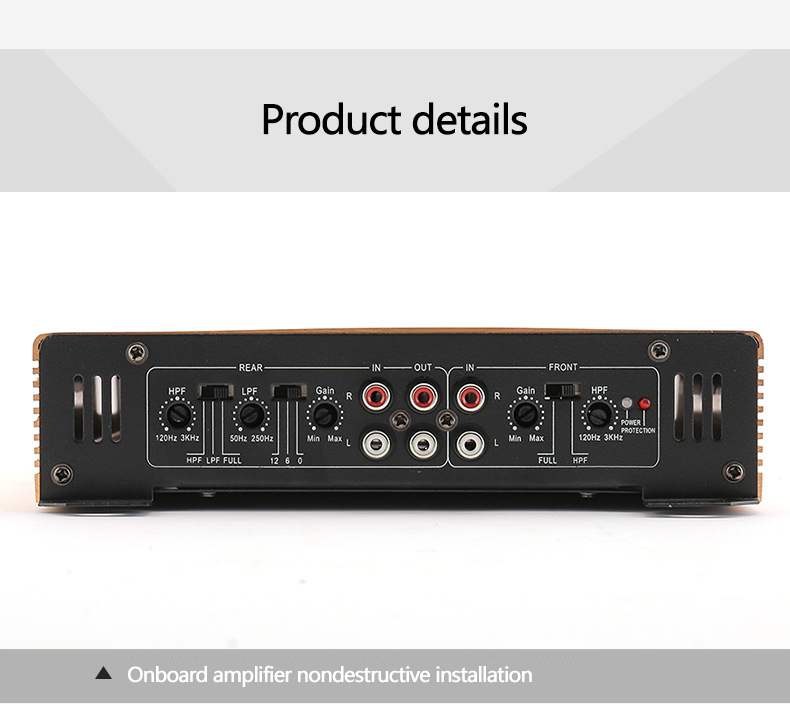 Product details
REAR IN OUT IN FRONT
HPF LPF Gain R R Gain HPF
POWER
PROTECTION
120Hz 3KHz 50Hz 250Hz Min Max L L Min Max 120Hz 3KHz
HPF LPF FULL 12 6 0 FULL HPF
Onboard amplifier nondestructive installation